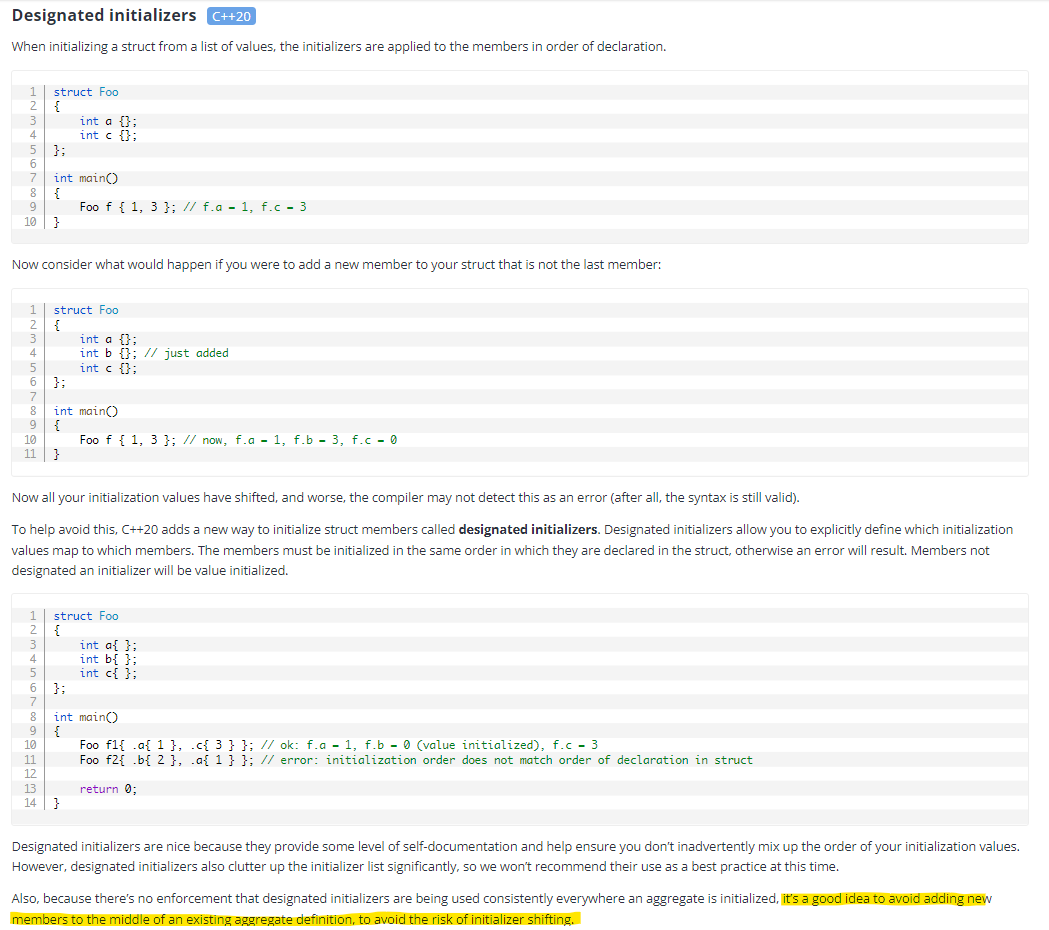 Designated initializers C++20
When initializing a struct from a list of values, the initializers are applied to the members in order of declaration.
1 struct Foo
2 {
3     int a {};
4     int c {};
5 };
6
7 int main()
8 {
9     Foo f { 1, 3 }; // f.a = 1, f.c = 3
10 }
Now consider what would happen if you were to add a new member to your struct that is not the last member:
1 struct Foo
2 {
3     int a {};
4     int b {}; // just added
5     int c {};
6 };
7
8 int main()
9 {
10     Foo f { 1, 3 }; // now, f.a = 1, f.b = 3, f.c = 0
11 }
Now all your initialization values have shifted, and worse, the compiler may not detect this as an error (after all, the syntax is still valid).
To help avoid this, C++20 adds a new way to initialize struct members called designated initializers. Designated initializers allow you to explicitly define which initialization
values map to which members. The members must be initialized in the same order in which they are declared in the struct, otherwise an error will result. Members not
designated an initializer will be value initialized.
1 struct Foo
2 {
3     int a{ };
4     int b{ };
5     int c{ };
6 };
7
8 int main()
9 {
10     Foo f1{ .a{ 1 }, .c{ 3 } }; // ok: f.a = 1, f.b = 0 (value initialized), f.c = 3
11     Foo f2{ .b{ 2 }, .a{ 1 } }; // error: initialization order does not match order of declaration in struct
12
13     return 0;
14 }
Designated initializers are nice because they provide some level of self-documentation and help ensure you don't inadvertently mix up the order of your initialization values.
However, designated initializers also clutter up the initializer list significantly, so we won't recommend their use as a best practice at this time.
Also, because there's no enforcement that designated initializers are being used consistently everywhere an aggregate is initialized, it's a good idea to avoid adding new
members to the middle of an existing aggregate definition, to avoid the risk of initializer shifting.